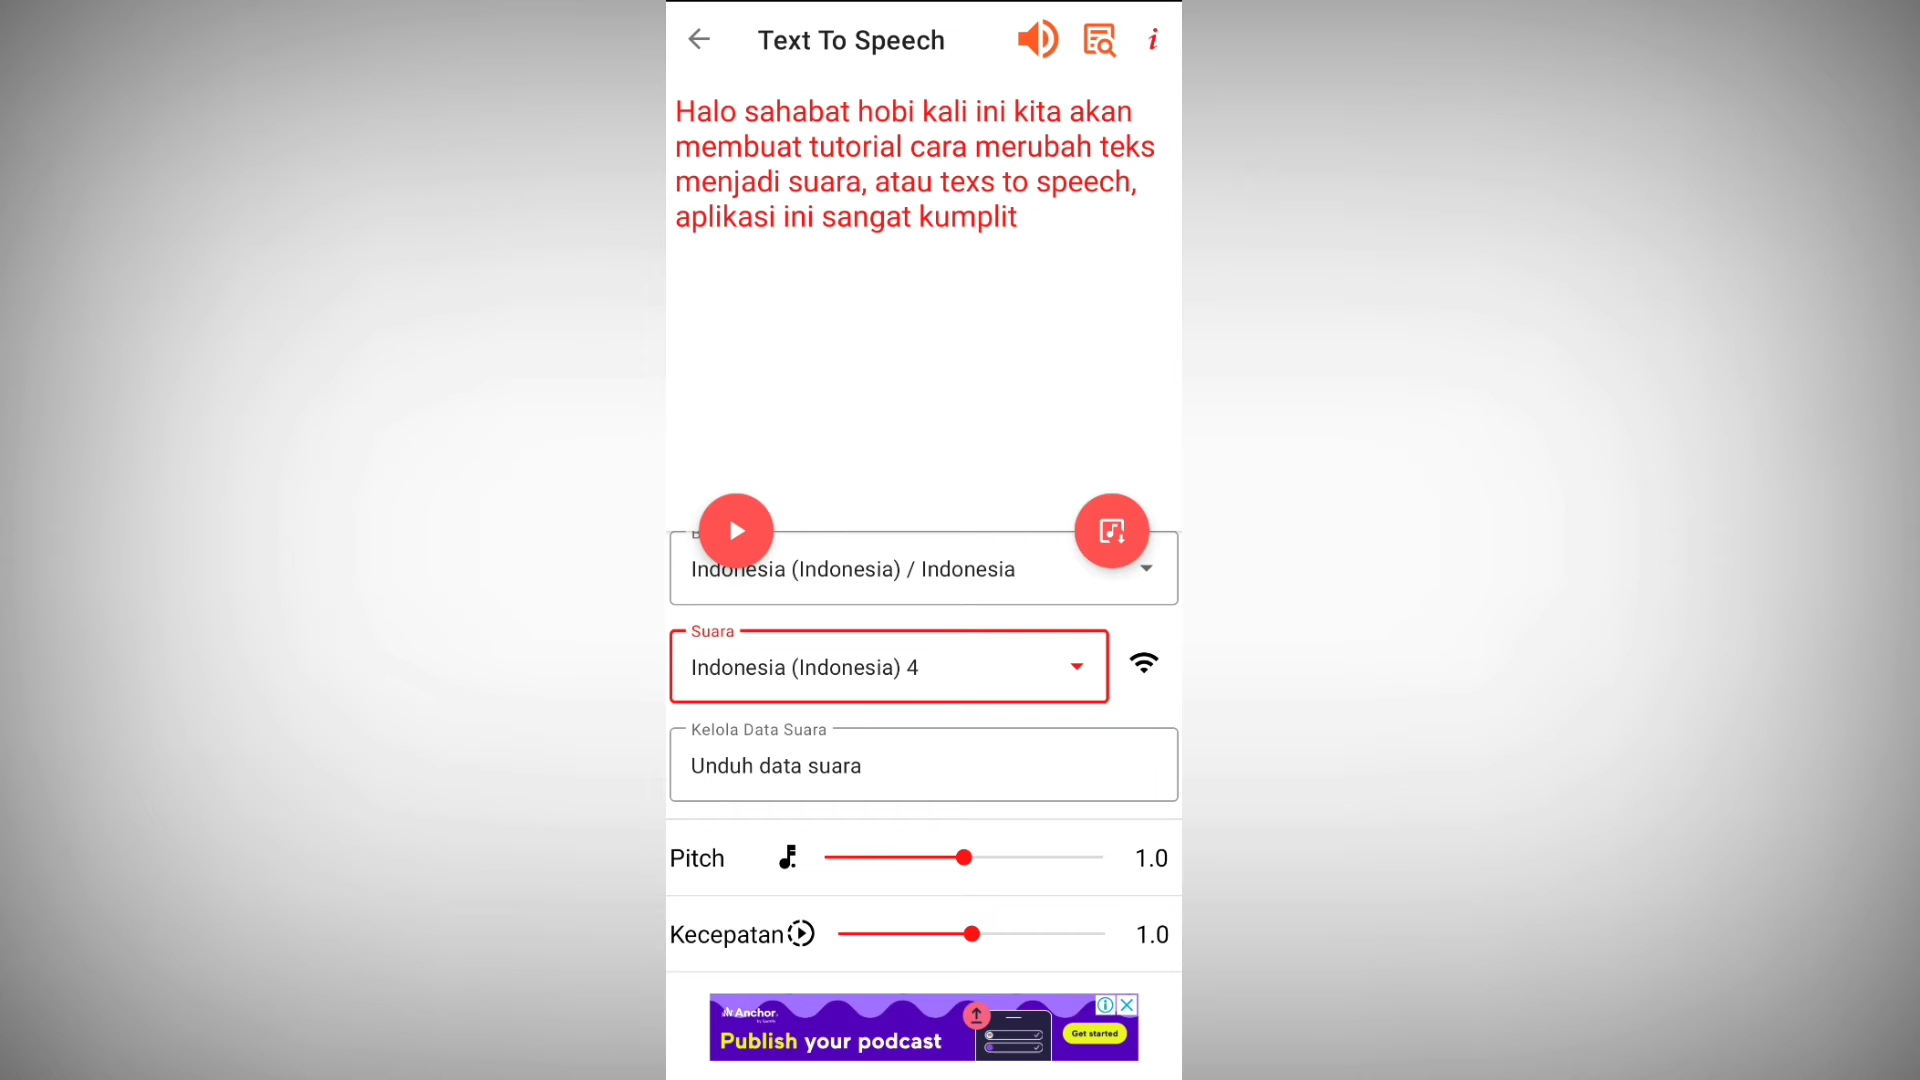 Text To Speech
Halo sahabat hobi kali ini kita akan
membuat tutorial cara merubah teks
menjadi suara, atau texs to speech,
aplikasi ini sangat kumplit
Indonesia (Indonesia) / Indonesia
Suara
Indonesia (Indonesia) 4
Kelola Data Suara
Unduh data suara
Pitch 1.0
Kecepatan 1.0
Anchor
by Spotify
Publish your podcast
Get started